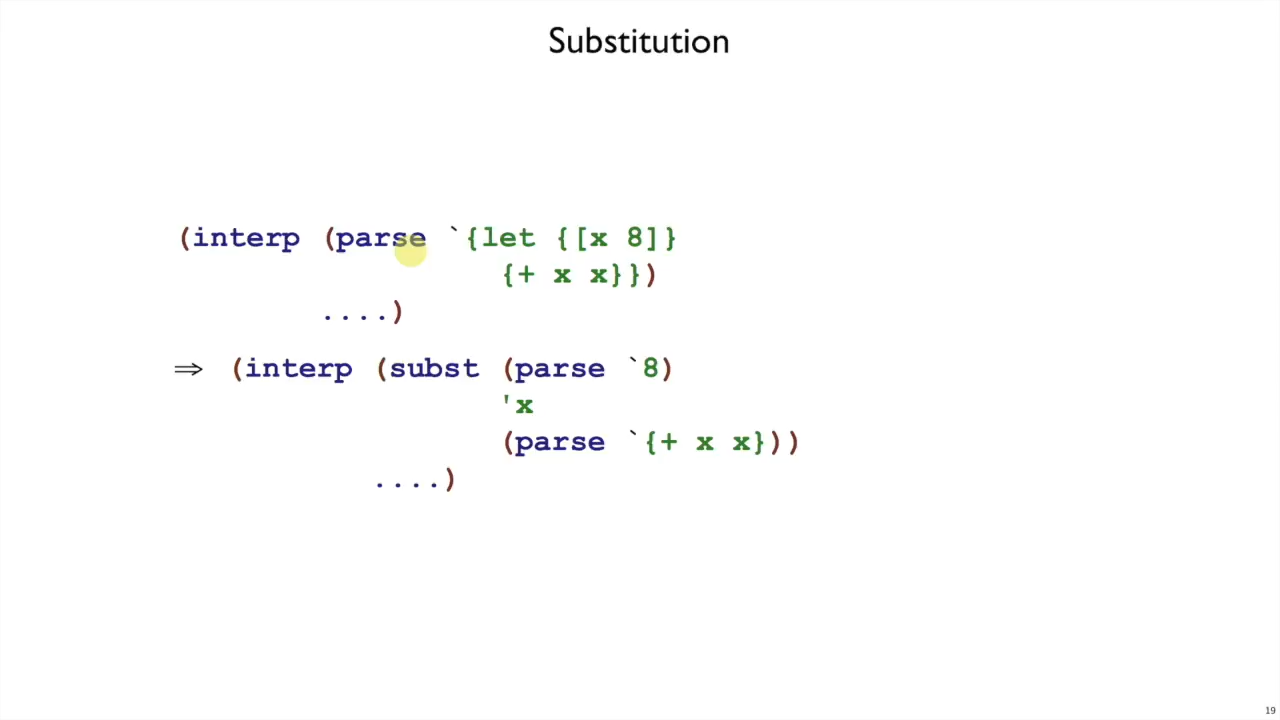 Substitution
(interp (parse `{let {[x 8]}
{+ x x}})
....)
⇒ (interp (subst (parse `8)
'x
(parse `{+ x x}))
....)
19